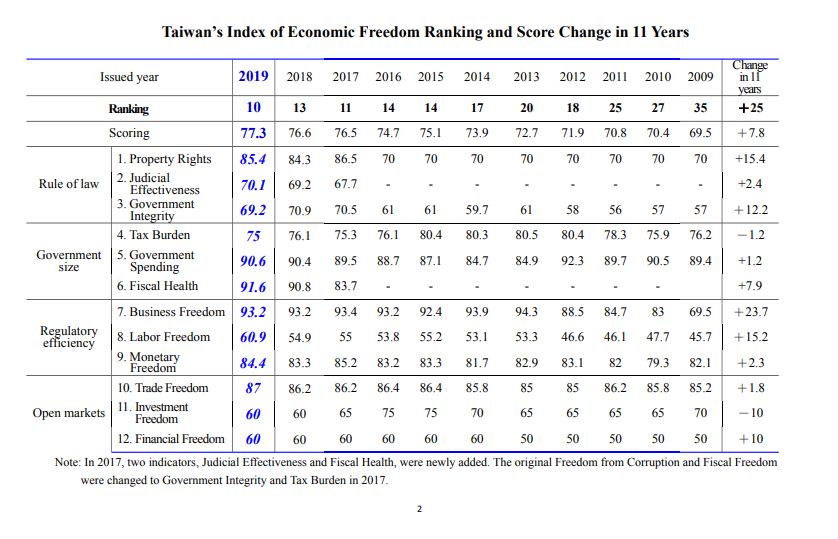 Taiwan's Index of Economic Freedom Ranking and Score Change in 11 Years
Issued year 2019 2018 2017 2016 2015 2014 2013 2012 2011 2010 2009 Change in 11 years
Ranking 10 13 11 14 14 17 20 18 25 27 35 +25
Scoring 77.3 76.6 76.5 74.7 75.1 73.9 72.7 71.9 70.8 70.4 69.5 +7.8
Rule of law
1. Property Rights 85.4 84.3 86.5 70 70 70 70 70 70 70 70 +15.4
2. Judicial Effectiveness 70.1 69.2 67.7 - - - - - - - - +2.4
3. Government Integrity 69.2 70.9 70.5 61 61 59.7 61 58 56 57 57 +12.2
Government size
4. Tax Burden 75 76.1 75.3 76.1 80.4 80.3 80.5 80.4 78.3 75.9 76.2 －1.2
5. Government Spending 90.6 90.4 89.5 88.7 87.1 84.7 84.9 92.3 89.7 90.5 89.4 +1.2
6. Fiscal Health 91.6 90.8 83.7 - - - - - - - - +7.9
Regulatory efficiency
7. Business Freedom 93.2 93.2 93.4 93.2 92.4 93.9 94.3 88.5 84.7 83 69.5 +23.7
8. Labor Freedom 60.9 54.9 55 53.8 55.2 53.1 53.3 46.6 46.1 47.7 45.7 +15.2
9. Monetary Freedom 84.4 83.3 85.2 83.2 83.3 81.7 82.9 83.1 82 79.3 82.1 +2.3
Open markets
10. Trade Freedom 87 86.2 86.2 86.4 86.4 85.8 85 85 86.2 85.8 85.2 +1.8
11. Investment Freedom 60 60 65 75 75 70 65 65 65 65 70 －10
12. Financial Freedom 60 60 60 60 60 60 50 50 50 50 50 +10
Note: In 2017, two indicators, Judicial Effectiveness and Fiscal Health, were newly added. The original Freedom from Corruption and Fiscal Freedom
were changed to Government Integrity and Tax Burden in 2017.
2